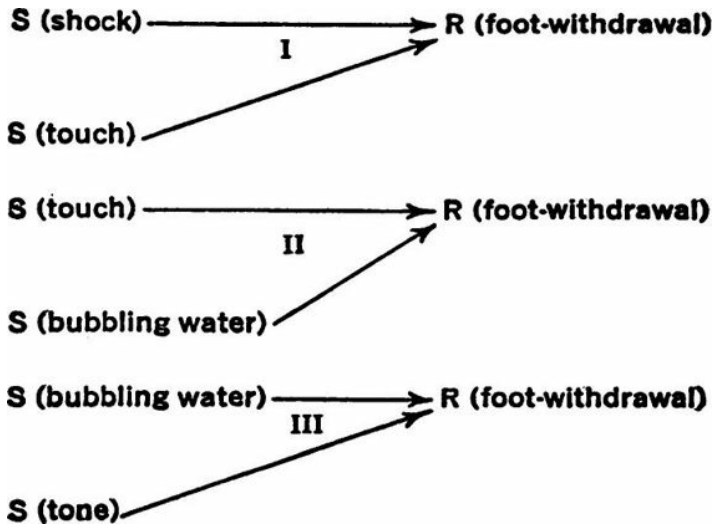 S (shock) R (foot-withdrawal)
I
S (touch)
S (touch) R (foot-withdrawal)
II
S (bubbling water)
S (bubbling water) R (foot-withdrawal)
III
S (tone)